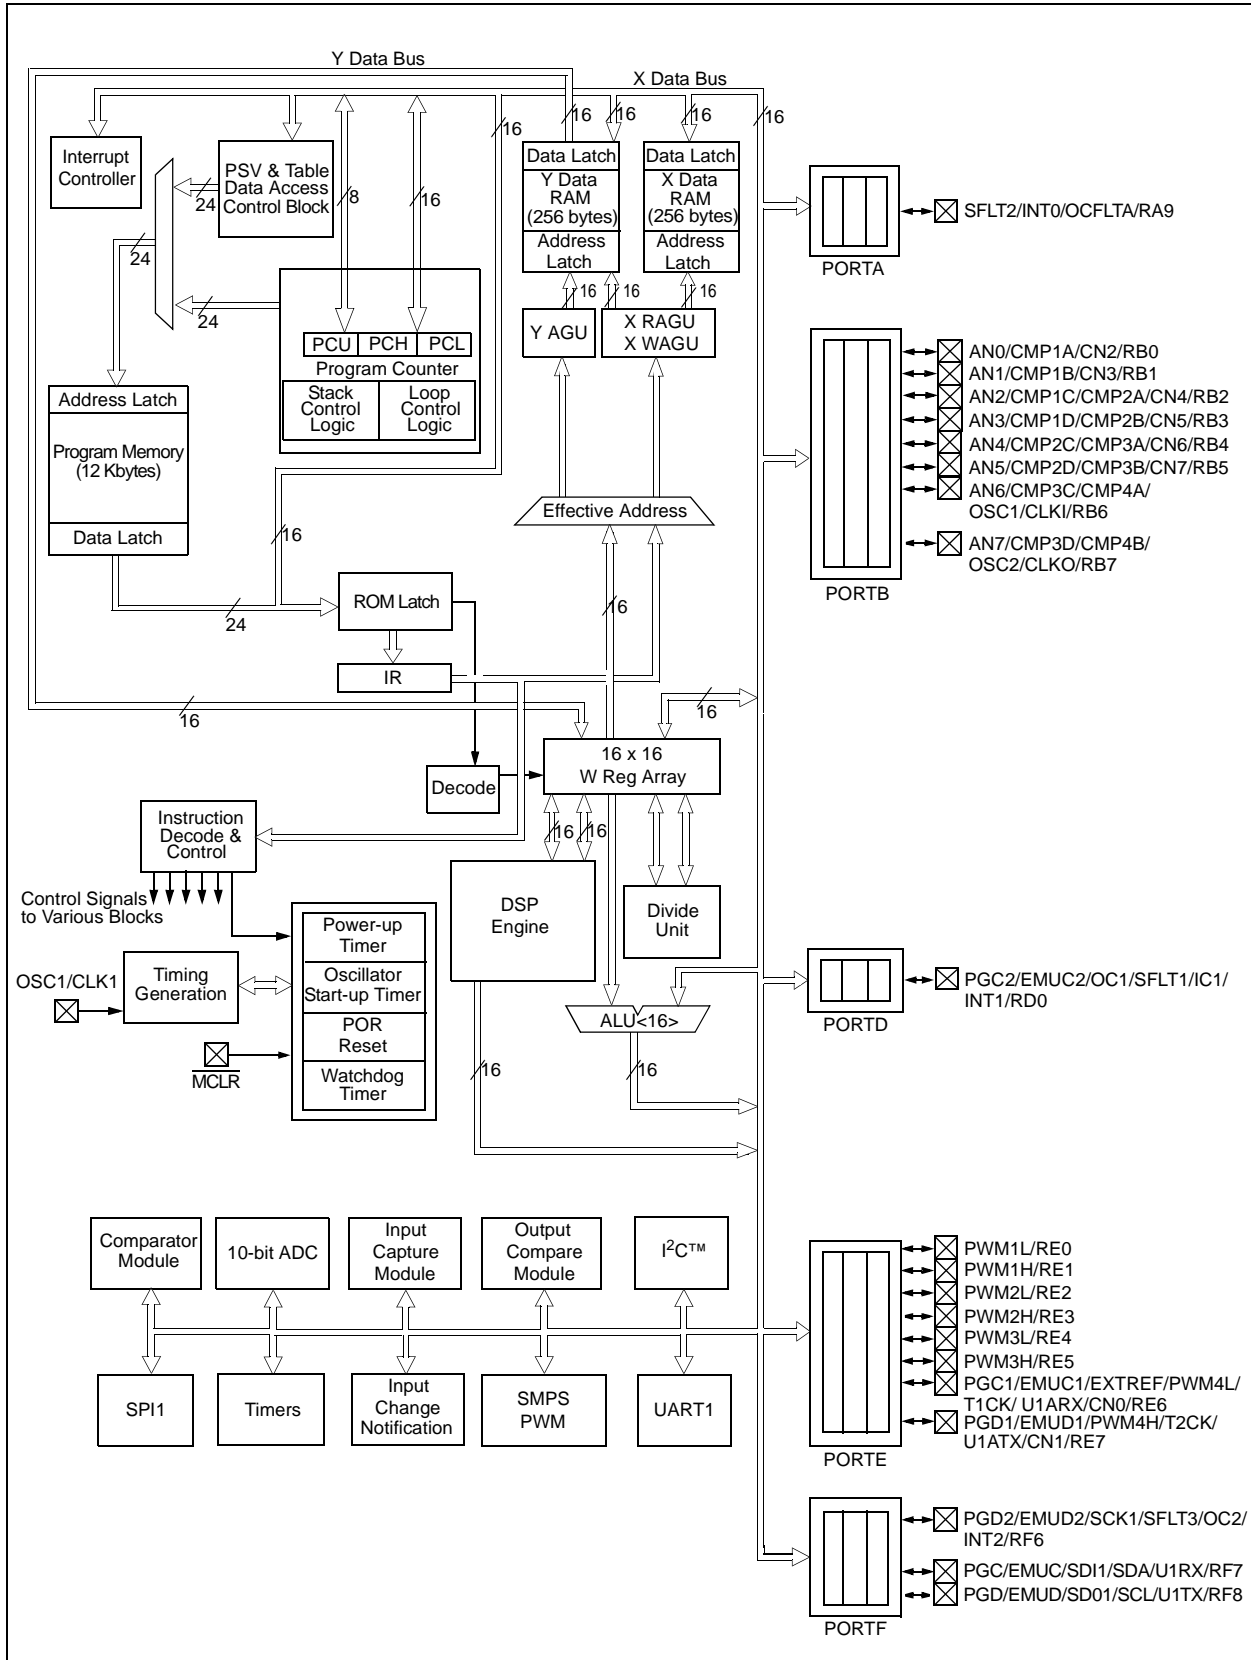 Y Data Bus
X Data Bus
16
16
16
16
16
Interrupt
Controller
PSV & Table
Data Access
Control Block
24
8
16
24
24
Data Latch
Y Data
RAM
(256 bytes)
Address
Latch
Data Latch
X Data
RAM
(256 bytes)
Address
Latch
16
16
16
Y AGU
X RAGU
X WAGU
PCU
PCH
PCL
Program Counter
Stack
Control
Logic
Loop
Control
Logic
Address Latch
Program Memory
(12 Kbytes)
Data Latch
Effective Address
16
24
16
ROM Latch
IR
16
16
16 x 16
W Reg Array
Decode
16
16
Instruction
Decode &
Control
Control Signals
to Various Blocks
DSP
Engine
Divide
Unit
Power-up
Timer
Oscillator
Start-up Timer
POR
Reset
Watchdog
Timer
OSC1/CLK1
Timing
Generation
MCLR
ALU<16>
16
16
Comparator
Module
10-bit ADC
Input
Capture
Module
Output
Compare
Module
I²C™
SPI1
Timers
Input
Change
Notification
SMPS
PWM
UART1
SFLT2/INT0/OCFLTA/RA9
PORTA
AN0/CMP1A/CN2/RB0
AN1/CMP1B/CN3/RB1
AN2/CMP1C/CMP2A/CN4/RB2
AN3/CMP1D/CMP2B/CN5/RB3
AN4/CMP2C/CMP3A/CN6/RB4
AN5/CMP2D/CMP3B/CN7/RB5
AN6/CMP3C/CMP4A/
OSC1/CLKI/RB6
AN7/CMP3D/CMP4B/
OSC2/CLKO/RB7
PORTB
PGC2/EMUC2/OC1/SFLT1/IC1/
INT1/RD0
PORTD
PWM1L/RE0
PWM1H/RE1
PWM2L/RE2
PWM2H/RE3
PWM3L/RE4
PWM3H/RE5
PGC1/EMUC1/EXTREF/PWM4L/
T1CK/ U1ARX/CN0/RE6
PGD1/EMUD1/PWM4H/T2CK/
U1ATX/CN1/RE7
PORTE
PGD2/EMUD2/SCK1/SFLT3/OC2/
INT2/RF6
PGC/EMUC/SDI1/SDA/U1RX/RF7
PGD/EMUD/SD01/SCL/U1TX/RF8
PORTF